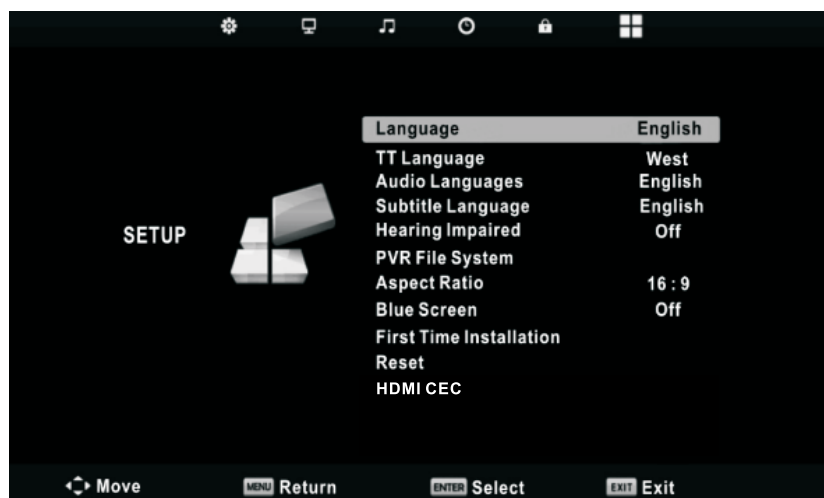 Language English
TT Language West
Audio Languages English
Subtitle Language English
SETUP
Hearing Impaired Off
PVR File System
Aspect Ratio 16 : 9
Blue Screen Off
First Time Installation
Reset
HDMI CEC
Move MENU Return ENTER Select EXIT Exit